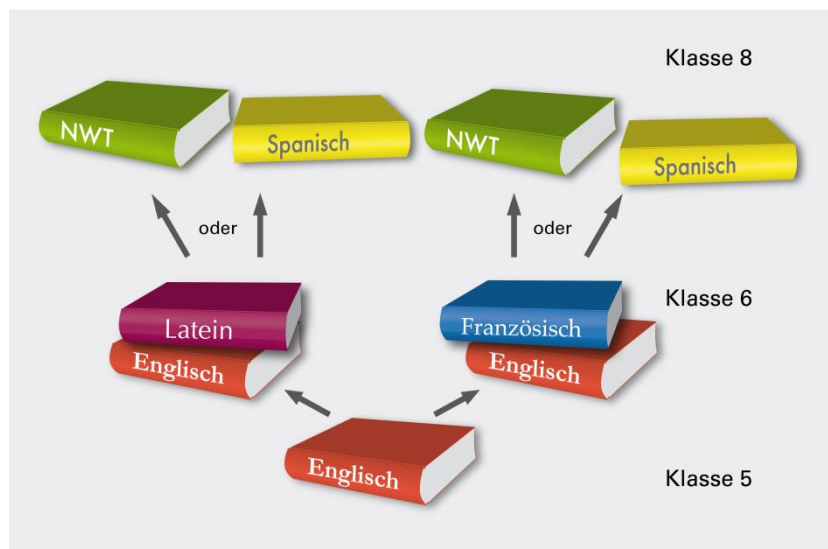 Klasse 8
NWT
Spanisch
NWT
Spanisch
oder
oder
Klasse 6
Latein
Französisch
Englisch
Englisch
Englisch
Klasse 5